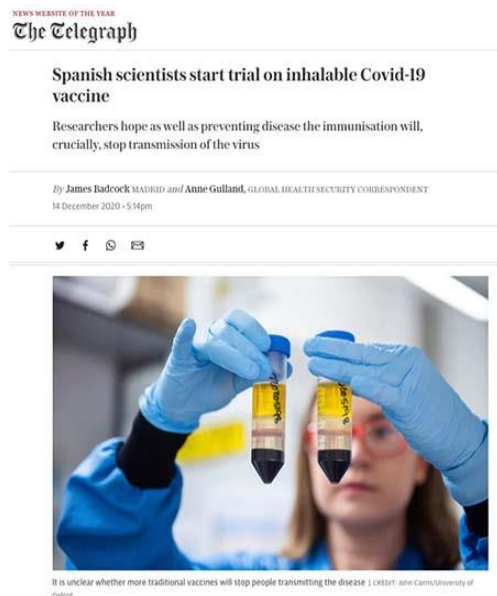 NEWS WEBSITE OF THE YEAR
The Telegraph
Spanish scientists start trial on inhalable Covid-19
vaccine
Researchers hope as well as preventing disease the immunisation will,
crucially, stop transmission of the virus
By James Badcock MADRID and Anne Gulland, GLOBAL HEALTH SECURITY CORRESPONDENT
14 December 2020 • 5:14pm
It is unclear whether more traditional vaccines will stop people transmitting the disease | CREDIT: John Cairns/University of
Oxford